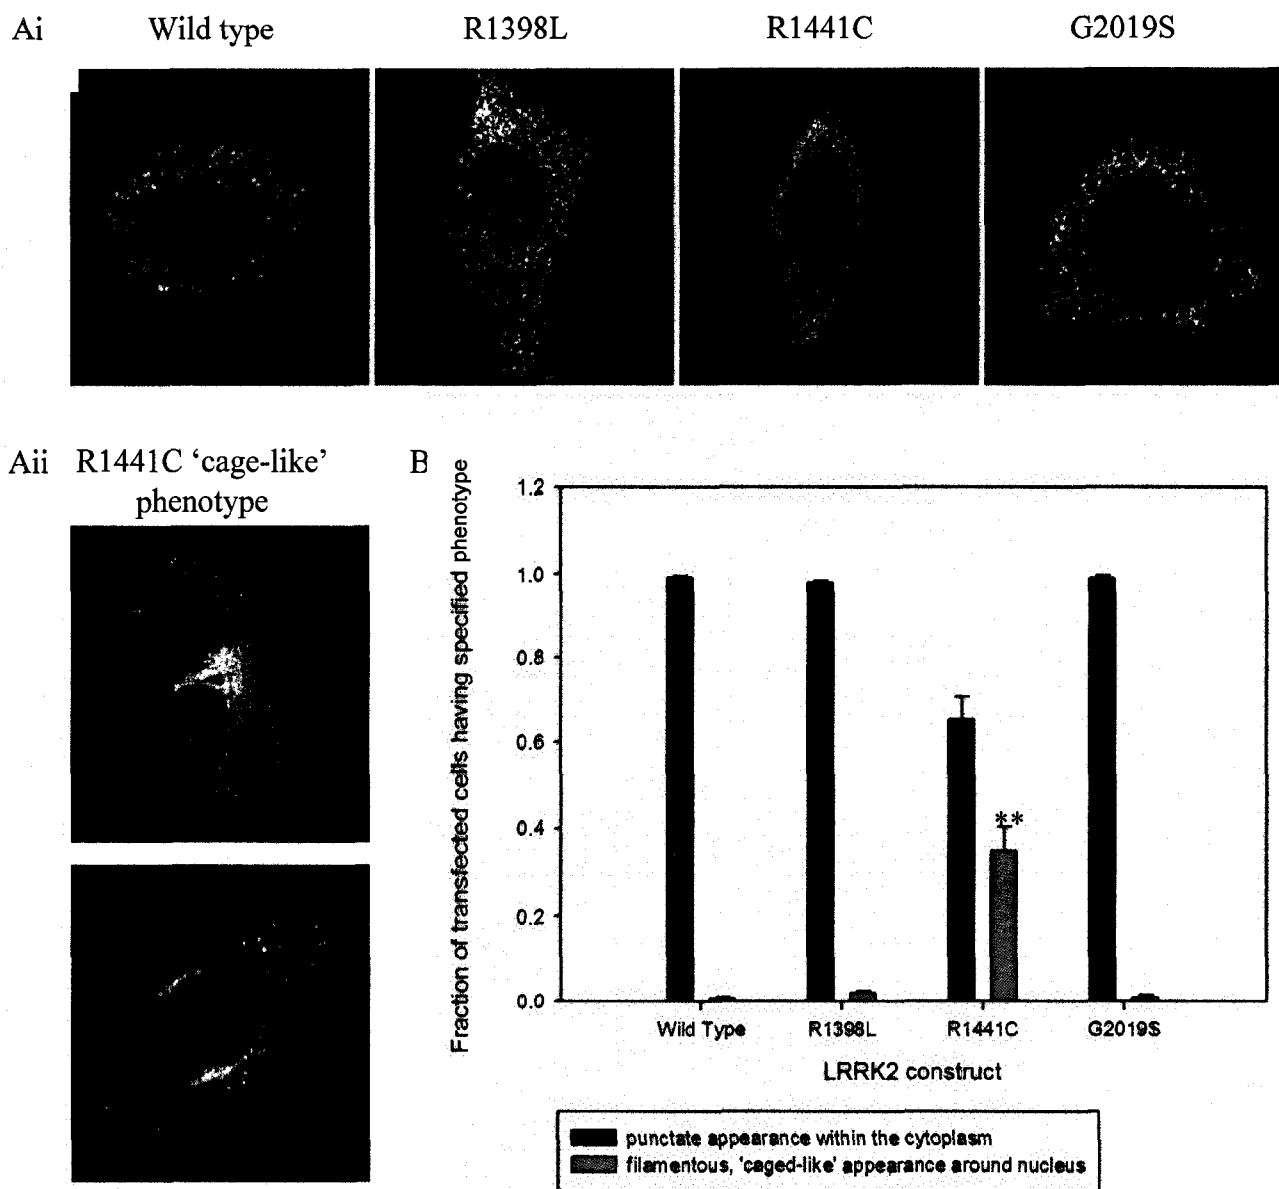 Ai Wild type R1398L R1441C G2019S
Aii R1441C ‘cage-like’
phenotype
B
Fraction of transfected cells having specified phenotype
1.2
1.0
0.8
0.6
0.4
0.2
0.0
**
Wild Type R1398L R1441C G2019S
LRRK2 construct
punctate appearance within the cytoplasm
filamentous, 'caged-like' appearance around nucleus